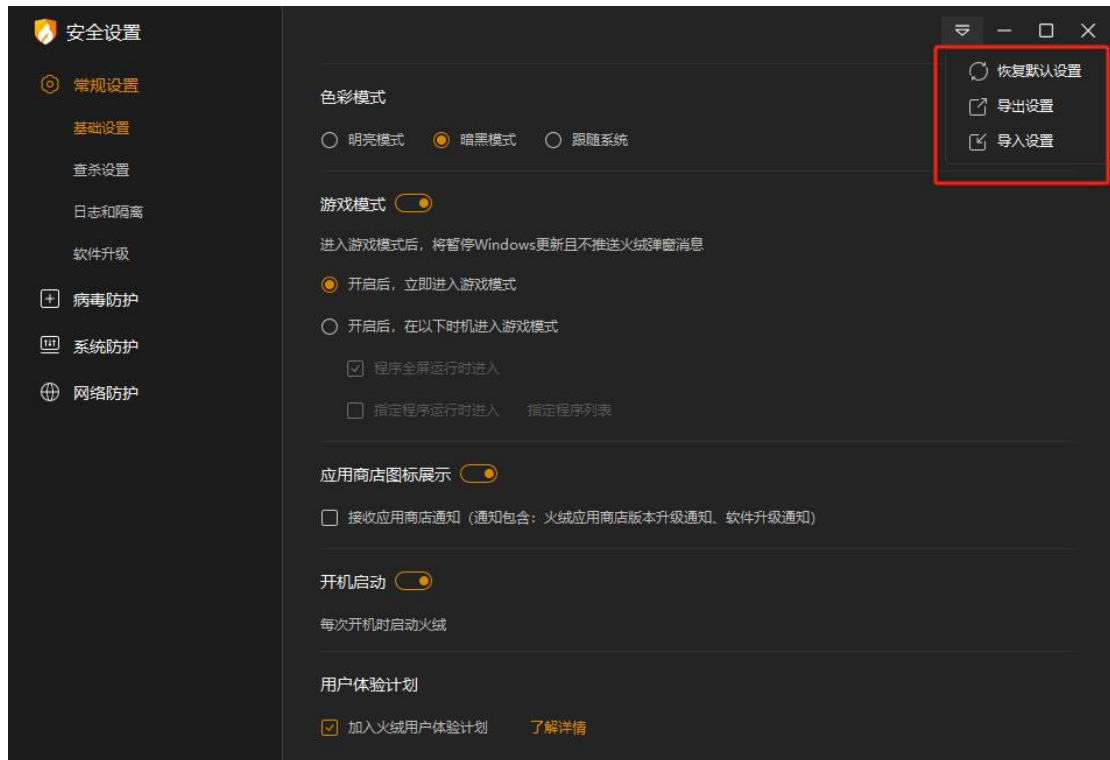 安全设置
常规设置
基础设置
查杀设置
日志和隔离
软件升级
病毒防护
系统防护
网络防护
恢复默认设置
导出设置
导入设置
色彩模式
明亮模式 暗黑模式 跟随系统
游戏模式
进入游戏模式后，将暂停Windows更新且不推送火绒弹窗消息
开启后，立即进入游戏模式
开启后，在以下时机进入游戏模式
程序全屏运行时进入
指定程序运行时进入 指定程序列表
应用商店图标展示
接收应用商店通知（通知包含：火绒应用商店版本升级通知、软件升级通知）
开机启动
每次开机时启动火绒
用户体验计划
加入火绒用户体验计划 了解详情